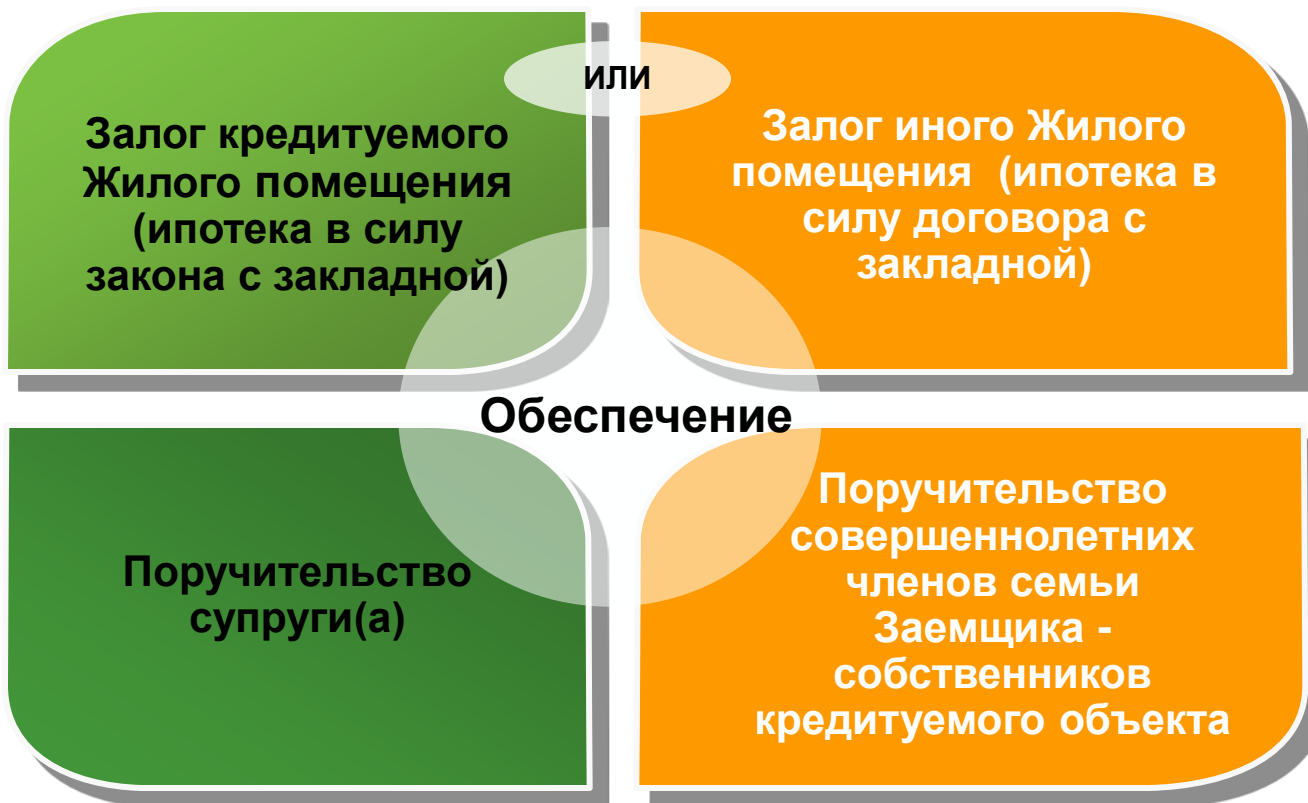 или
Залог кредитуемого
Жилого помещения
(ипотека в силу
закона с закладной)
Залог иного Жилого
помещения (ипотека в
силу договора с
закладной)
Обеспечение
Поручительство
супруги(а)
Поручительство
совершеннолетних
членов семьи
Заемщика -
собственников
кредитуемого объекта